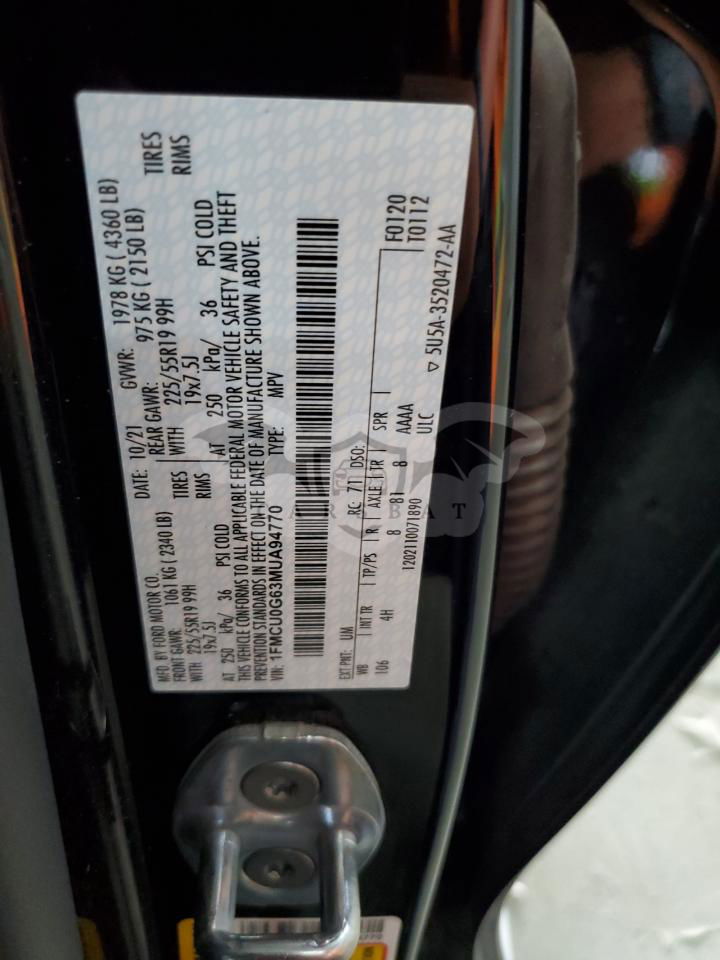 MFD. BY FORD MOTOR CO.
DATE: 10/21 GVWR: 1978 KG ( 4360 LB)
FRONT GAWR: 1061 KG ( 2340 LB) REAR GAWR: 975 KG ( 2150 LB)
WITH 225/55R19 99H TIRES WITH 225/55R19 99H TIRES
19x7.5J RIMS 19x7.5J RIMS
AT 250 kPa/ 36 PSI COLD AT 250 kPa/ 36 PSI COLD
THIS VEHICLE CONFORMS TO ALL APPLICABLE FEDERAL MOTOR VEHICLE SAFETY AND THEFT
PREVENTION STANDARDS IN EFFECT ON THE DATE OF MANUFACTURE SHOWN ABOVE.
VIN: 1FMCU0G63MUA94770 TYPE: MPV
EXT PNT: UM RC: 71 DSO: F0120
WB INT TR TP/PS R AXLE TR SPR T0112
106 4H 8 81 8 AAAA
ULC
1202110071890 ▽ 5U5A-3520472-AA
ARBAT